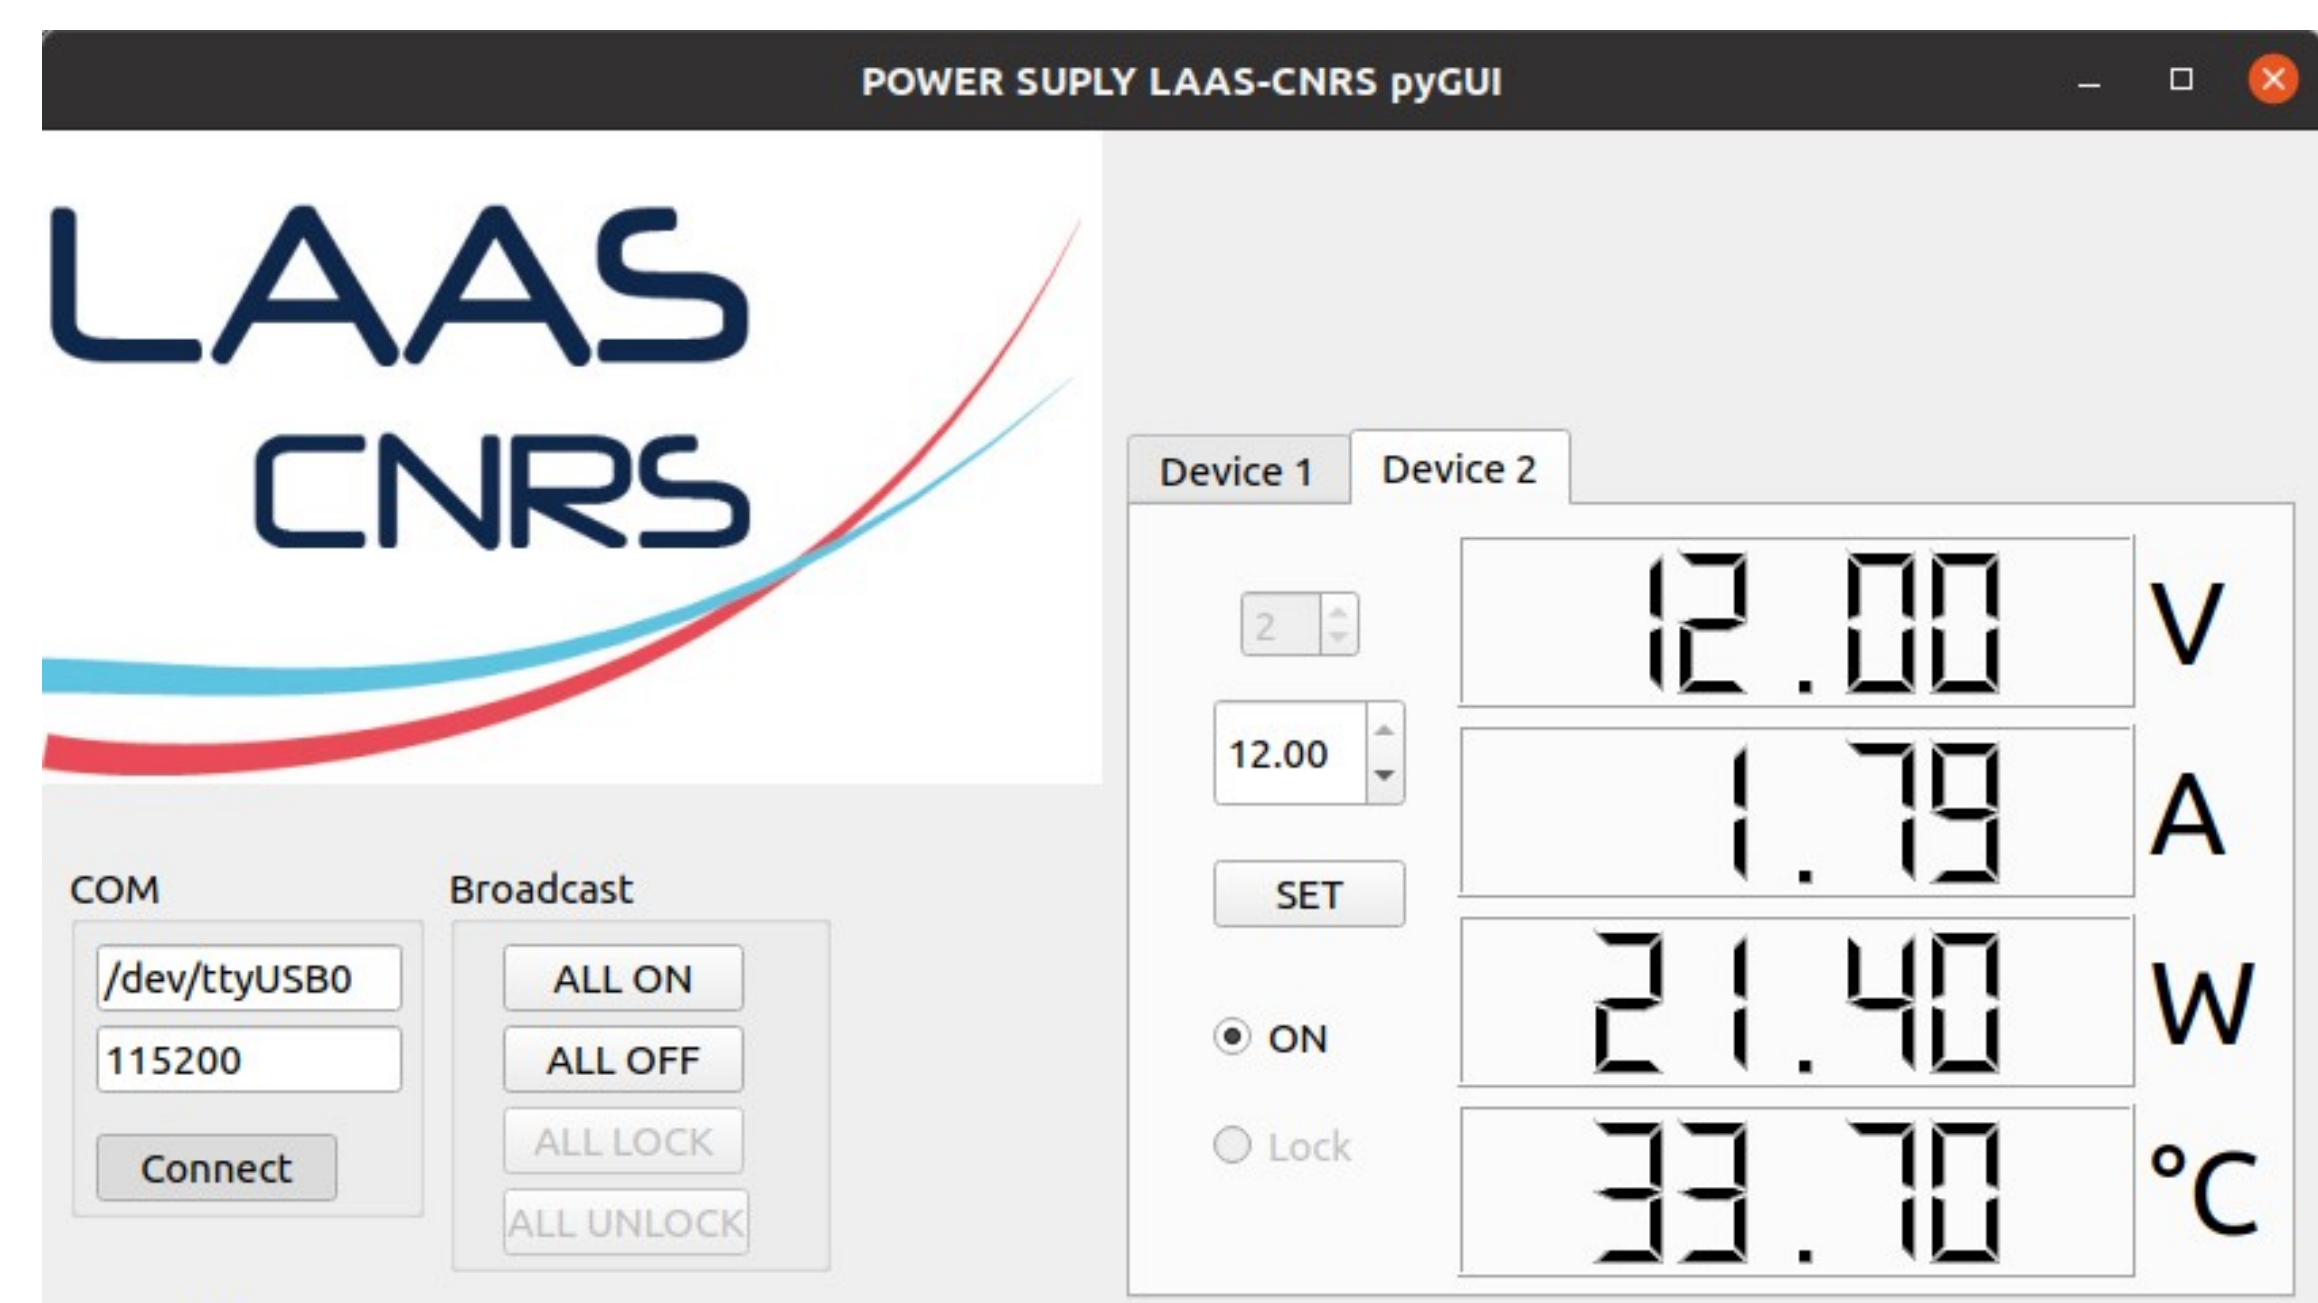 POWER SUPLY LAAS-CNRS pyGUI
LAAS
CNRS
Device 1 Device 2
2
12.00
SET
ON
Lock
12.00 V
1.79 A
21.40 W
33.70 °C
COM
/dev/ttyUSB0
115200
Connect
Broadcast
ALL ON
ALL OFF
ALL LOCK
ALL UNLOCK